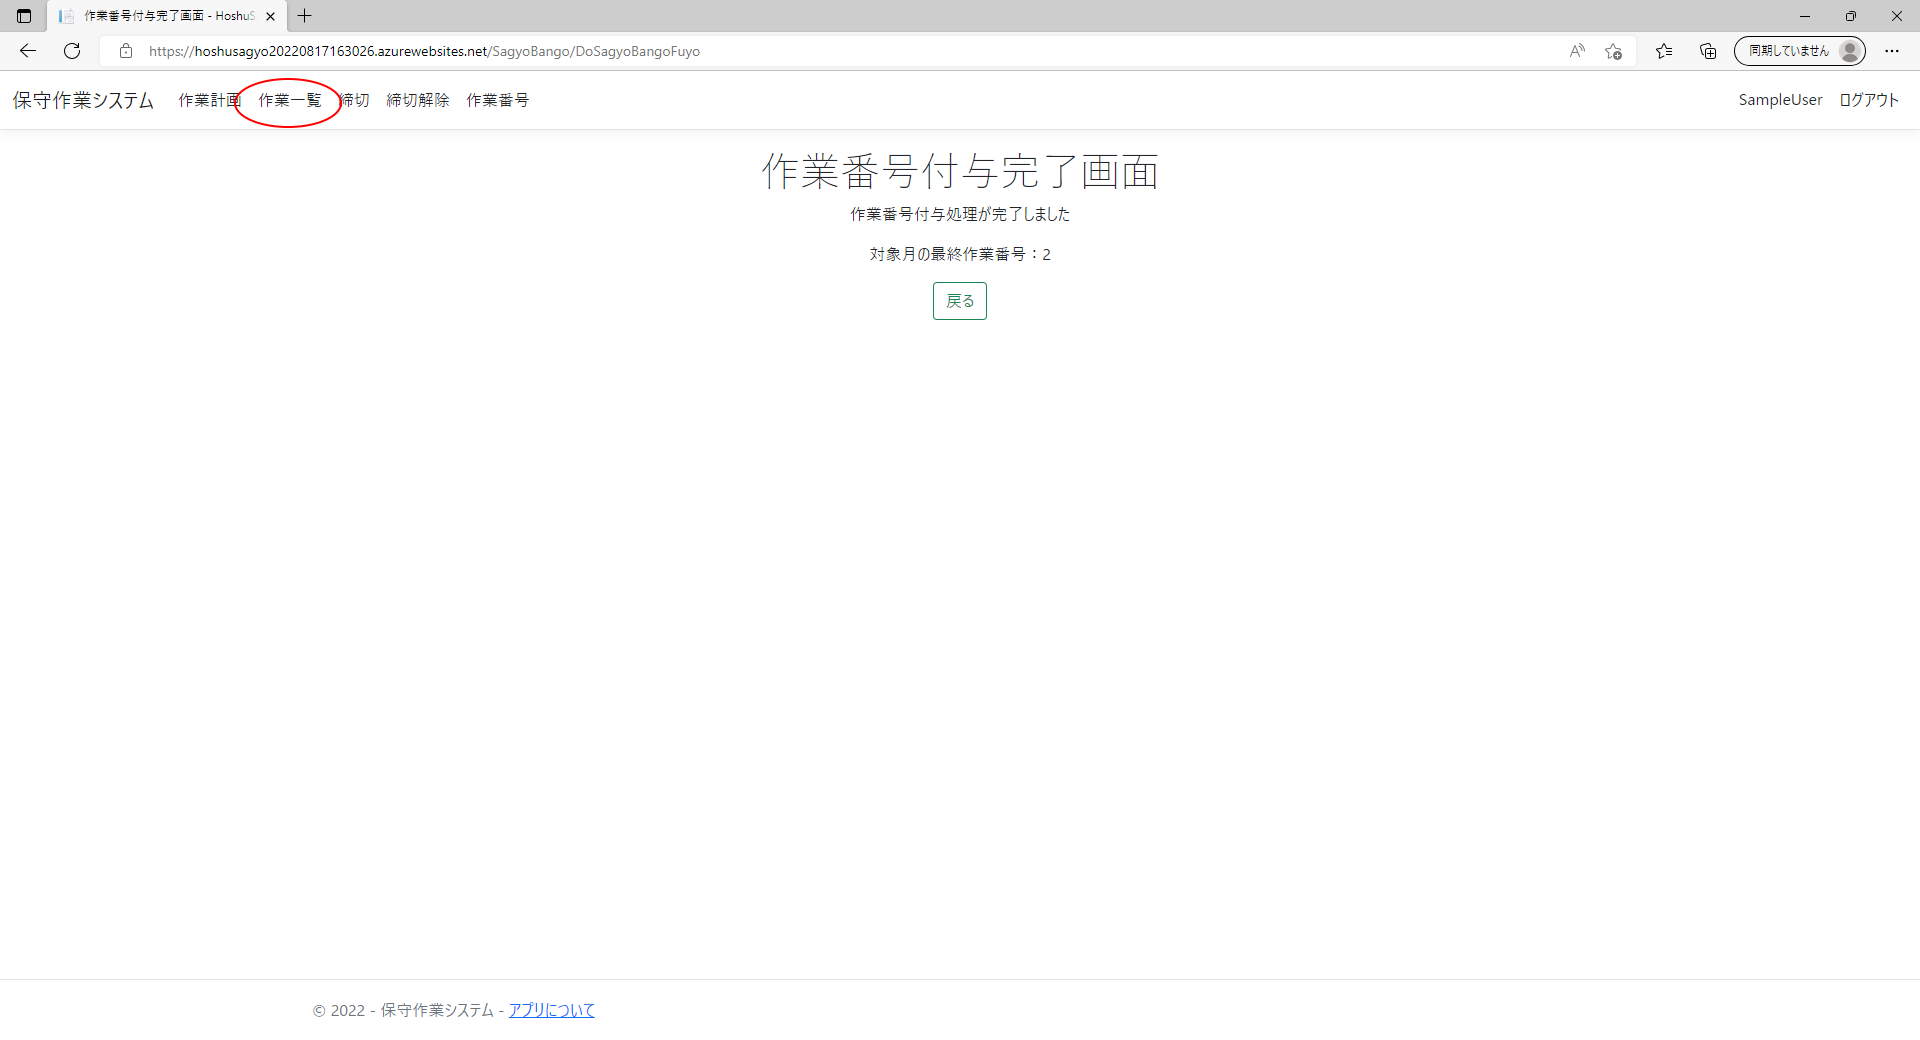 作業番号付与完了画面 - HoshuS
https://hoshusagyo20220817163026.azurewebsites.net/SagyoBango/DoSagyoBangoFuyo
同期していません
保守作業システム 作業計画 作業一覧 締切 締切解除 作業番号 SampleUser ログアウト
作業番号付与完了画面
作業番号付与処理が完了しました
対象月の最終作業番号：2
戻る
© 2022 - 保守作業システム - アプリについて